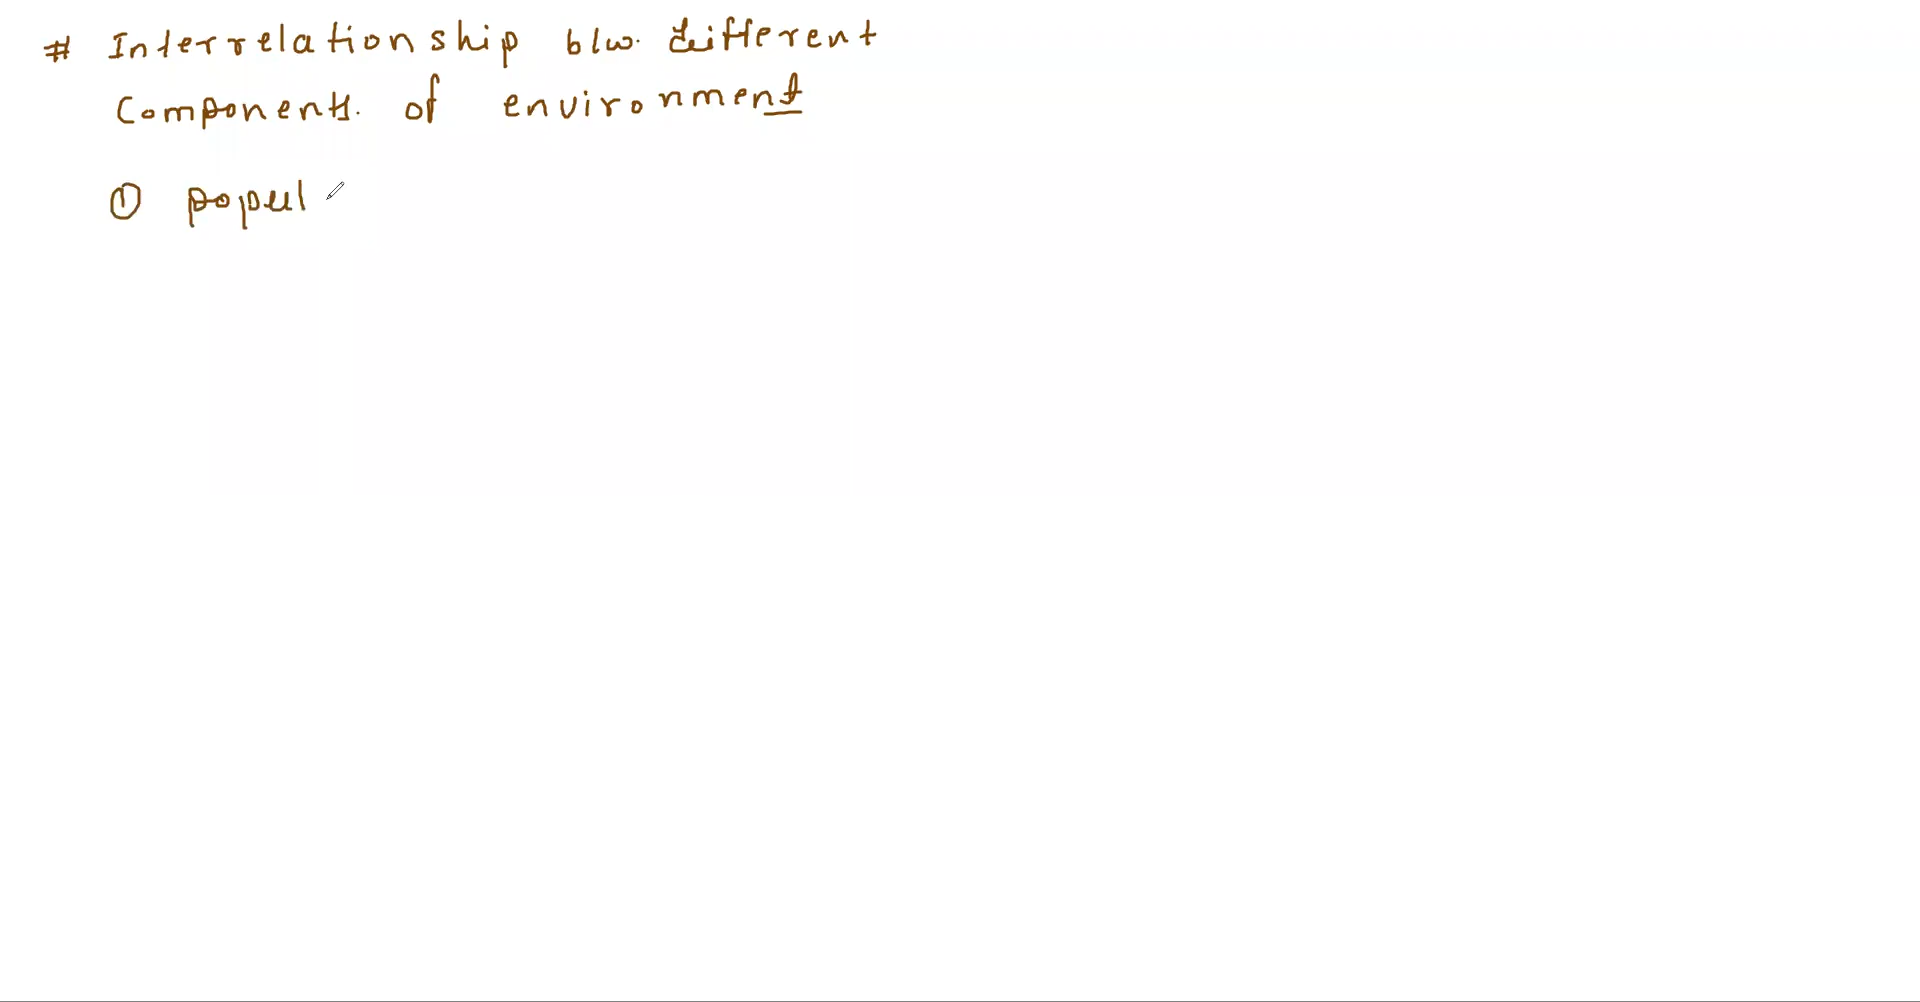 # Interrelationship b/w. different
Components. of environment
① popul